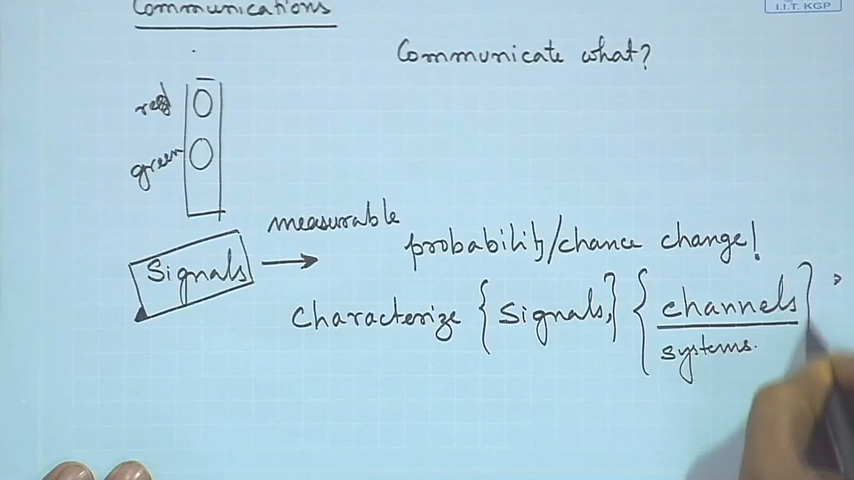 Communications
I.I.T. KGP
Communicate what?
red
green
measurable
probability/chance change!
Signals
Characterize {Signals,} {channels
systems.}